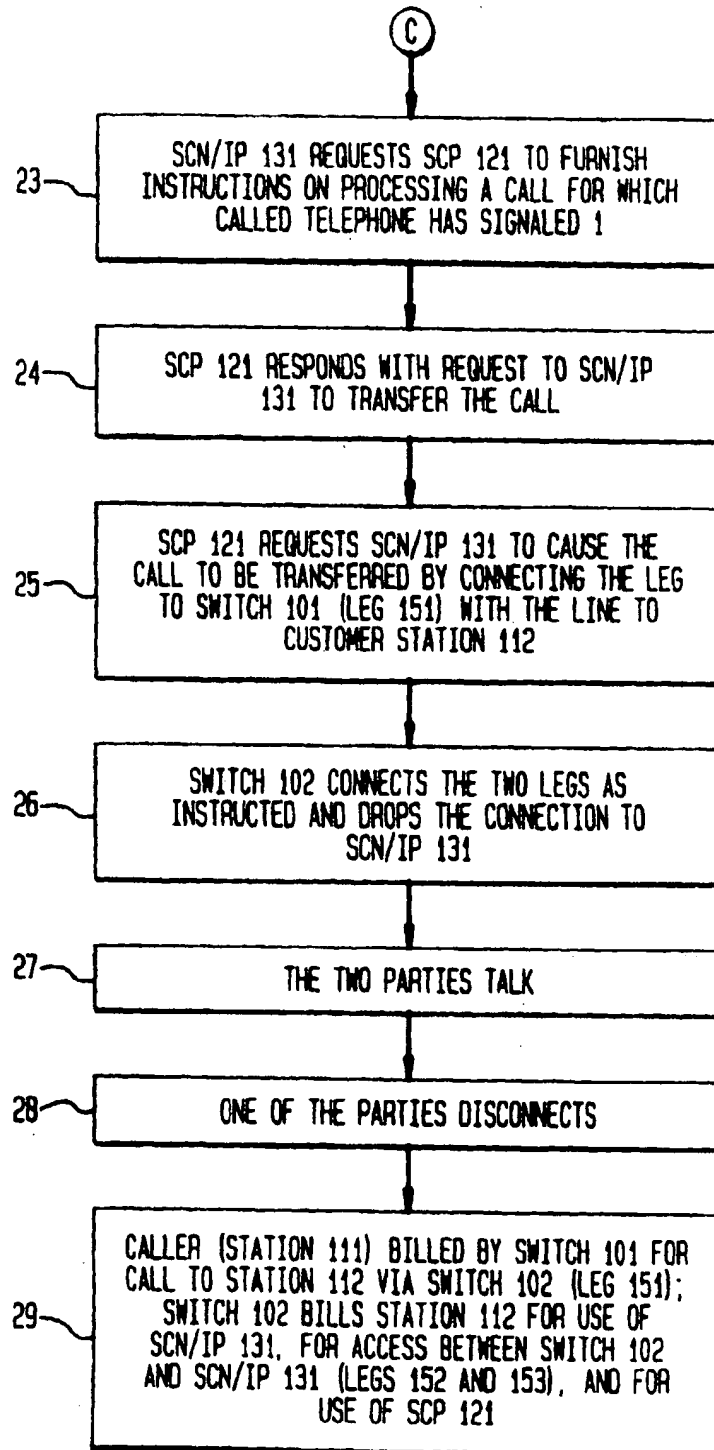 C
23
SCN/IP 131 REQUESTS SCP 121 TO FURNISH
INSTRUCTIONS ON PROCESSING A CALL FOR WHICH
CALLED TELEPHONE HAS SIGNALED 1
24
SCP 121 RESPONDS WITH REQUEST TO SCN/IP
131 TO TRANSFER THE CALL
25
SCP 121 REQUESTS SCN/IP 131 TO CAUSE THE
CALL TO BE TRANSFERRED BY CONNECTING THE LEG
TO SWITCH 101 (LEG 151) WITH THE LINE TO
CUSTOMER STATION 112
26
SWITCH 102 CONNECTS THE TWO LEGS AS
INSTRUCTED AND DROPS THE CONNECTION TO
SCN/IP 131
27
THE TWO PARTIES TALK
28
ONE OF THE PARTIES DISCONNECTS
29
CALLER (STATION 111) BILLED BY SWITCH 101 FOR
CALL TO STATION 112 VIA SWITCH 102 (LEG 151);
SWITCH 102 BILLS STATION 112 FOR USE OF
SCN/IP 131, FOR ACCESS BETWEEN SWITCH 102
AND SCN/IP 131 (LEGS 152 AND 153), AND FOR
USE OF SCP 121